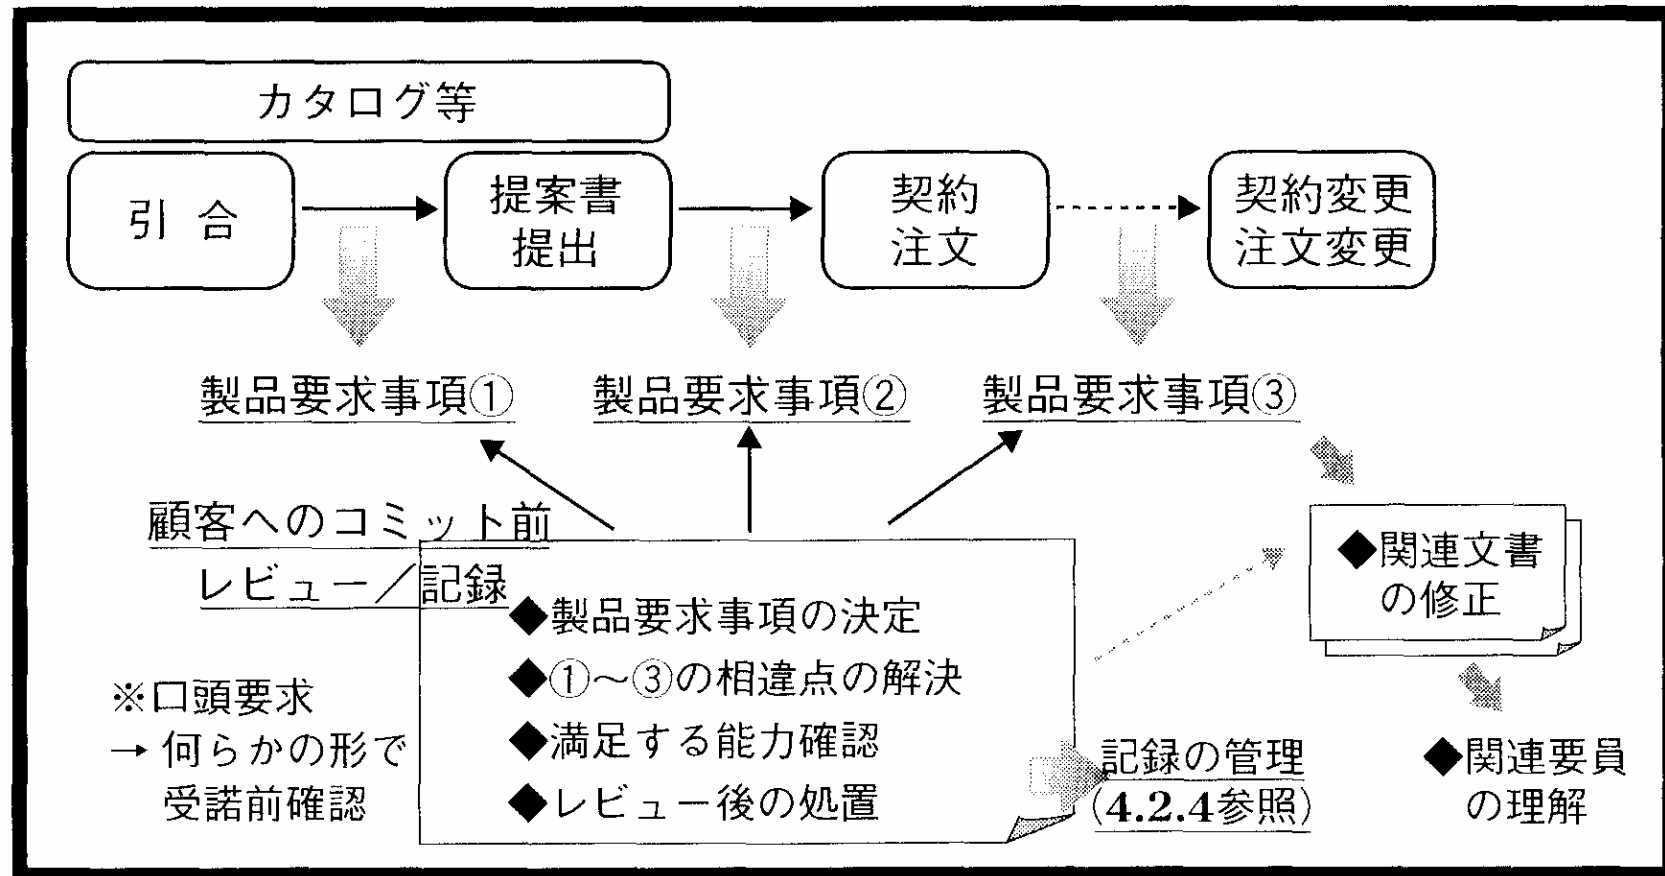 カタログ等
引 合
提案書
提出
契約
注文
契約変更
注文変更
製品要求事項①
製品要求事項②
製品要求事項③
顧客へのコミット前
レビュー／記録
◆製品要求事項の決定
◆①～③の相違点の解決
◆満足する能力確認
◆レビュー後の処置
※口頭要求
→ 何らかの形で
受諾前確認
記録の管理
(4.2.4参照)
◆関連文書
の修正
◆関連要員
の理解